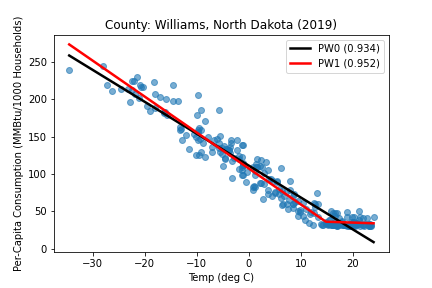 County: Williams, North Dakota (2019)
PW0 (0.934)
PW1 (0.952)
Per-Capita Consumption (MMBtu/1000 Households)
250
200
150
100
50
0
−30 −20 −10 0 10 20
Temp (deg C)